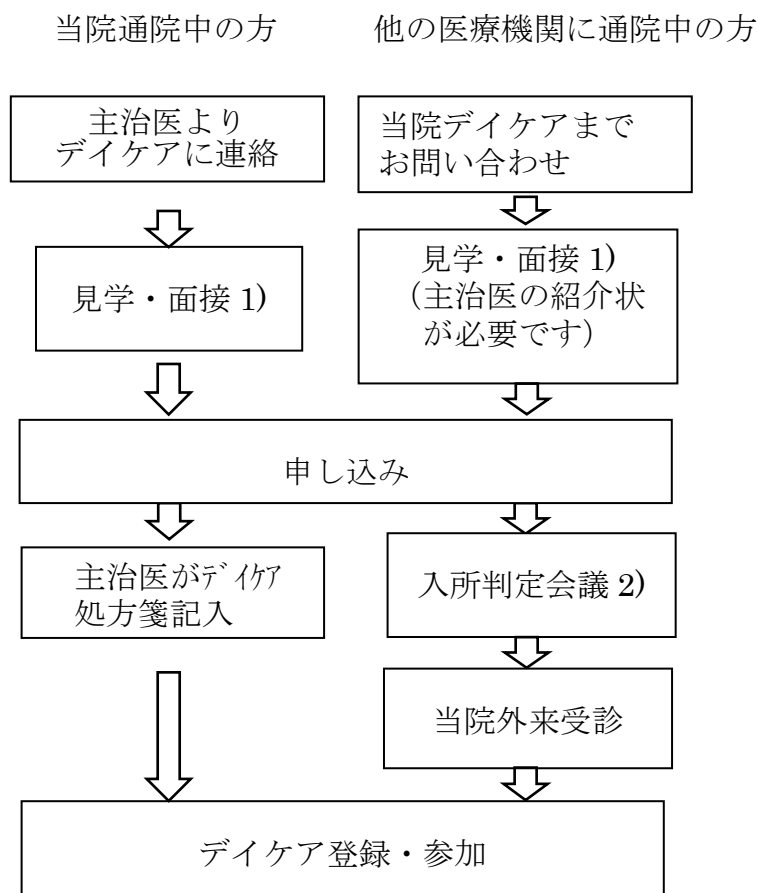 当院通院中の方
他の医療機関に通院中の方
主治医より
デイケアに連絡
当院デイケアまで
お問い合わせ
見学・面接 1)
見学・面接 1)
（主治医の紹介状
が必要です）
申し込み
主治医がﾃﾞｲｹｱ
処方箋記入
入所判定会議 2)
当院外来受診
デイケア登録・参加